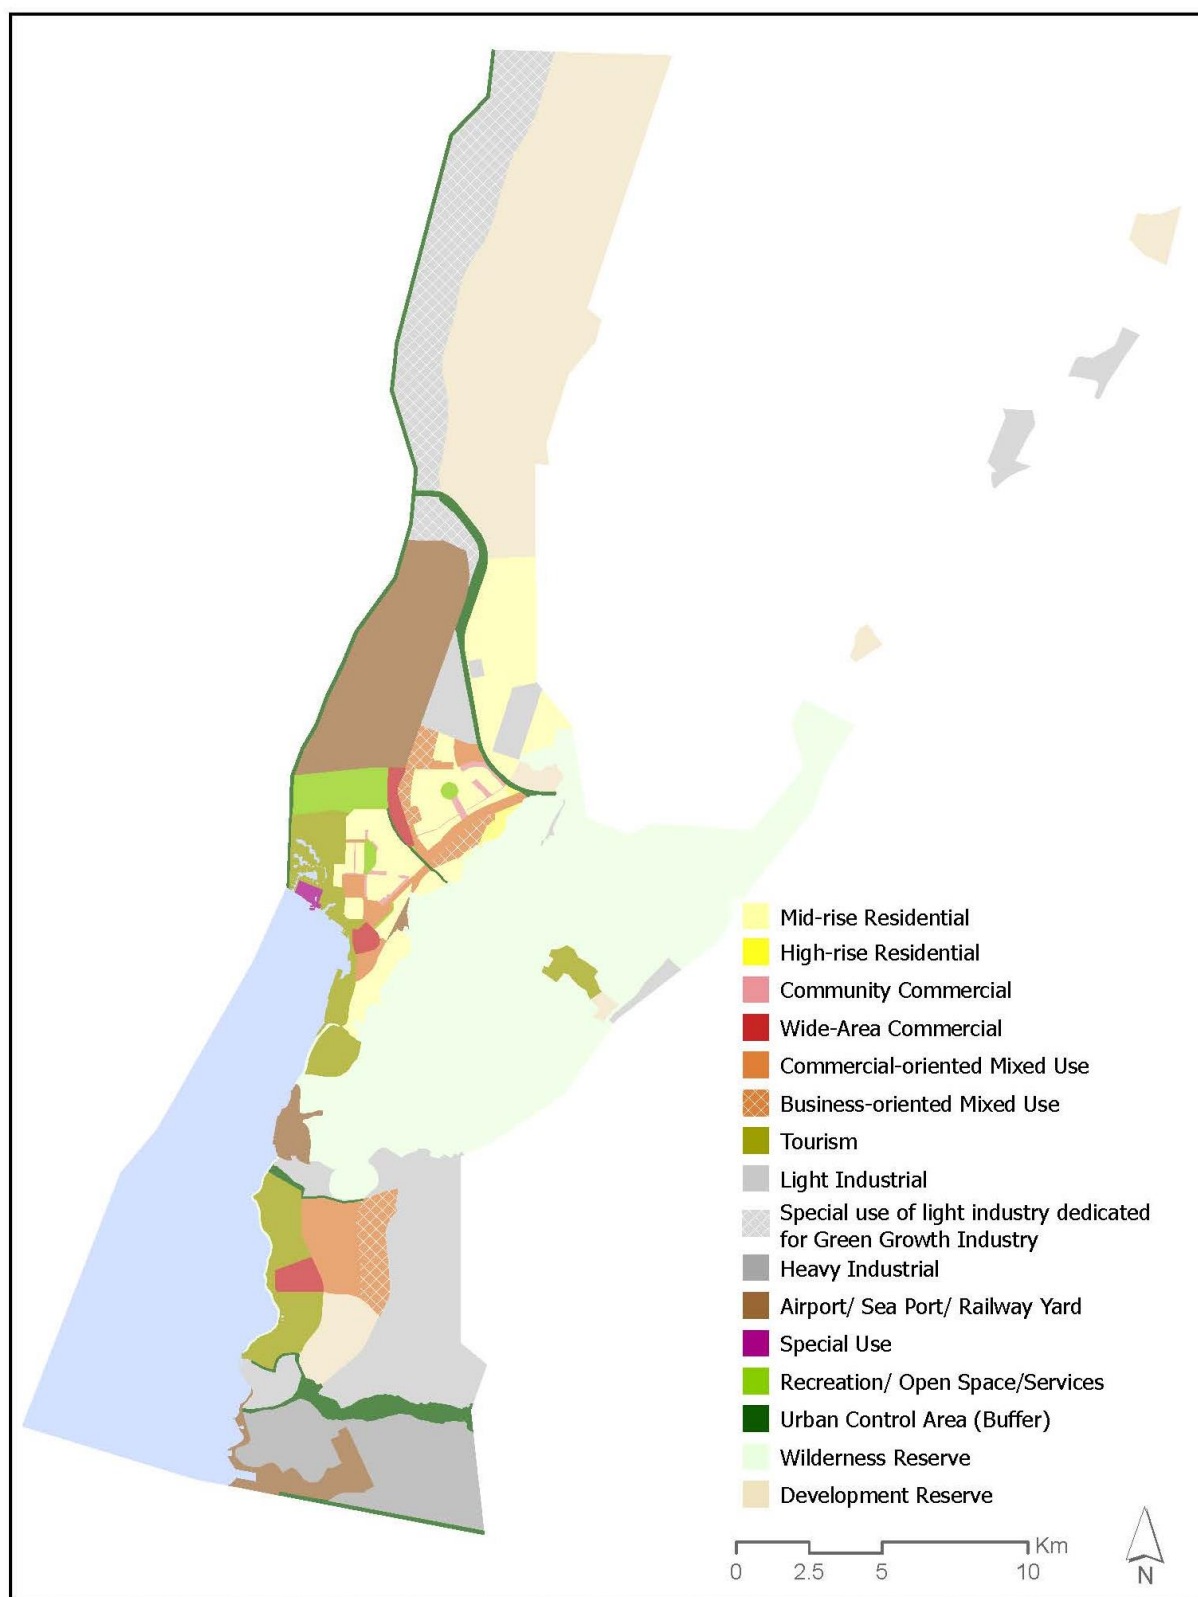 Mid-rise Residential
High-rise Residential
Community Commercial
Wide-Area Commercial
Commercial-oriented Mixed Use
Business-oriented Mixed Use
Tourism
Light Industrial
Special use of light industry dedicated
for Green Growth Industry
Heavy Industrial
Airport/ Sea Port/ Railway Yard
Special Use
Recreation/ Open Space/Services
Urban Control Area (Buffer)
Wilderness Reserve
Development Reserve
Km
0 2.5 5 10
N